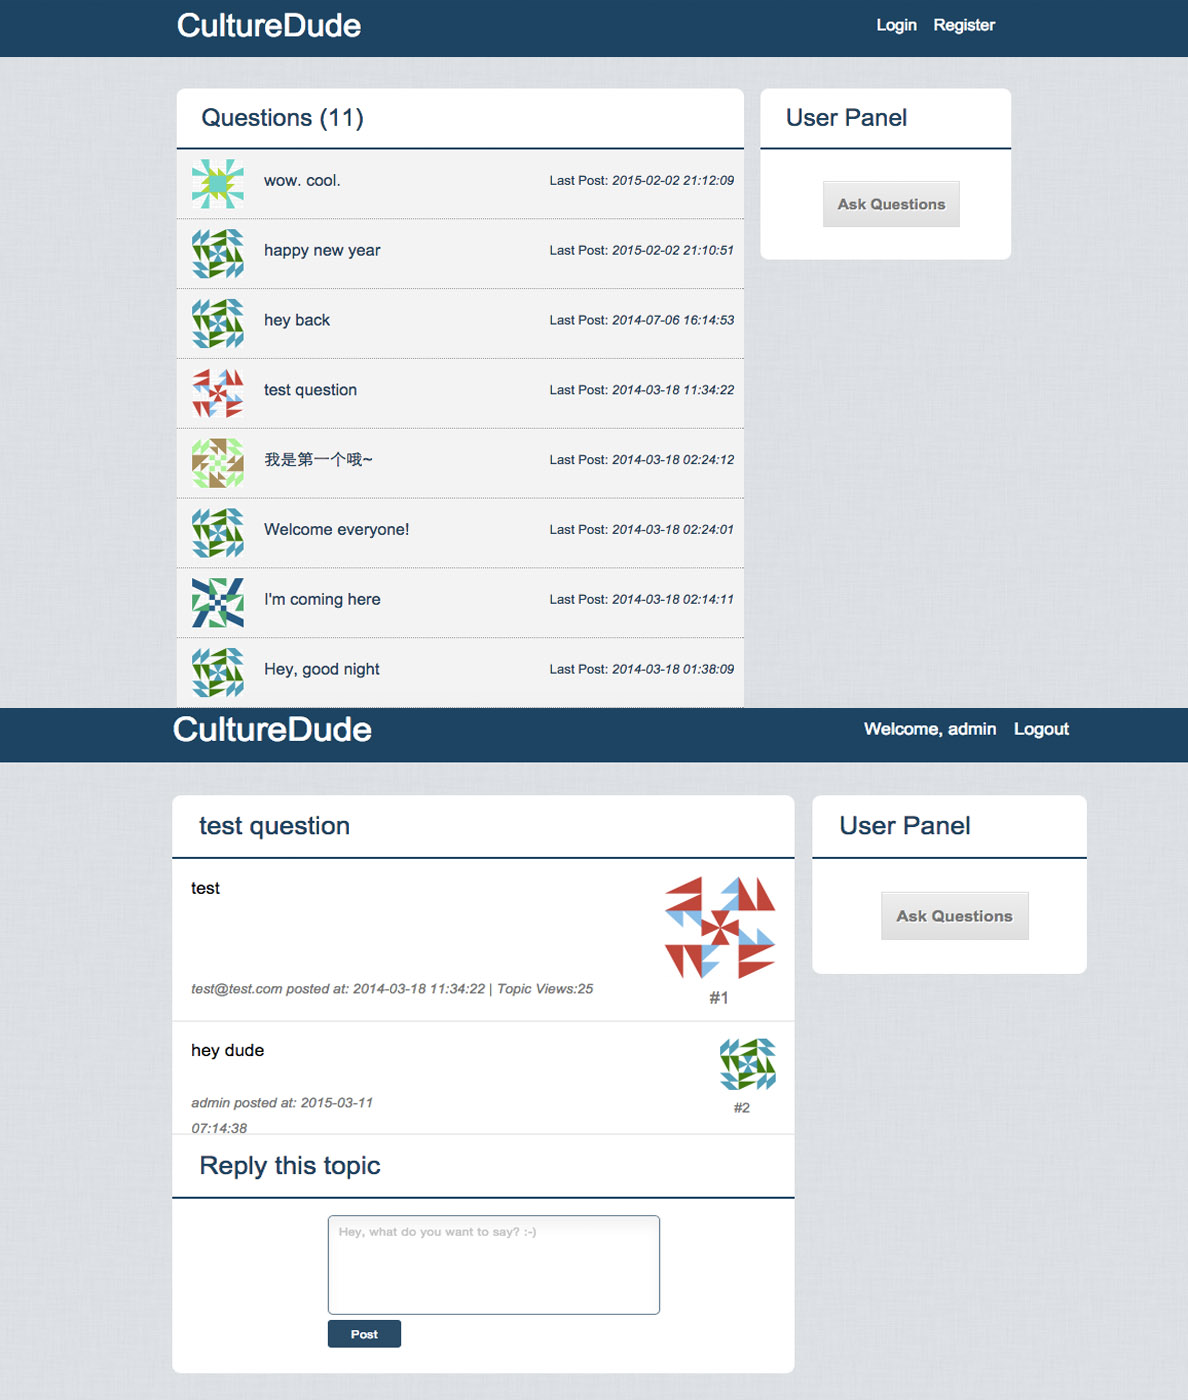 CultureDude
Login Register
Questions (11)
User Panel
wow. cool. Last Post: 2015-02-02 21:12:09
Ask Questions
happy new year Last Post: 2015-02-02 21:10:51
hey back Last Post: 2014-07-06 16:14:53
test question Last Post: 2014-03-18 11:34:22
我是第一个哦~ Last Post: 2014-03-18 02:24:12
Welcome everyone! Last Post: 2014-03-18 02:24:01
I'm coming here Last Post: 2014-03-18 02:14:11
Hey, good night Last Post: 2014-03-18 01:38:09
CultureDude
Welcome, admin Logout
test question
User Panel
test
Ask Questions
test@test.com posted at: 2014-03-18 11:34:22 | Topic Views:25
#1
hey dude
admin posted at: 2015-03-11
07:14:38
#2
Reply this topic
Hey, what do you want to say? :-)
Post